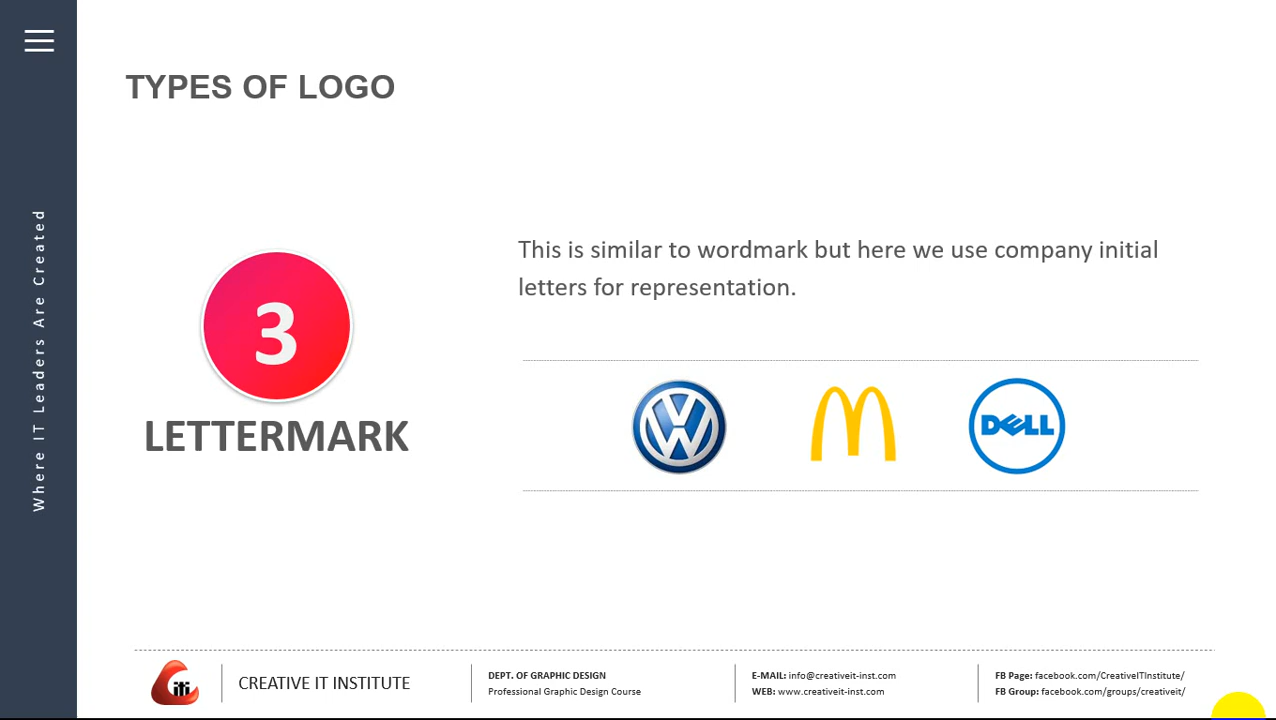 TYPES OF LOGO
Where IT Leaders Are Created
3
LETTERMARK
This is similar to wordmark but here we use company initial
letters for representation.
VW
M
DELL
iti
CREATIVE IT INSTITUTE
DEPT. OF GRAPHIC DESIGN
Professional Graphic Design Course
E-MAIL: info@creativeit-inst.com
WEB: www.creativeit-inst.com
FB Page: facebook.com/CreativeITInstitute/
FB Group: facebook.com/groups/creativeit/